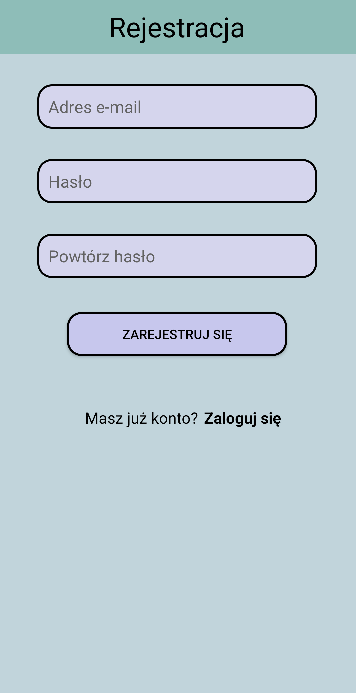 Rejestracja
Adres e-mail
Hasło
Powtórz hasło
ZAREJESTRUJ SIĘ
Masz już konto? Zaloguj się